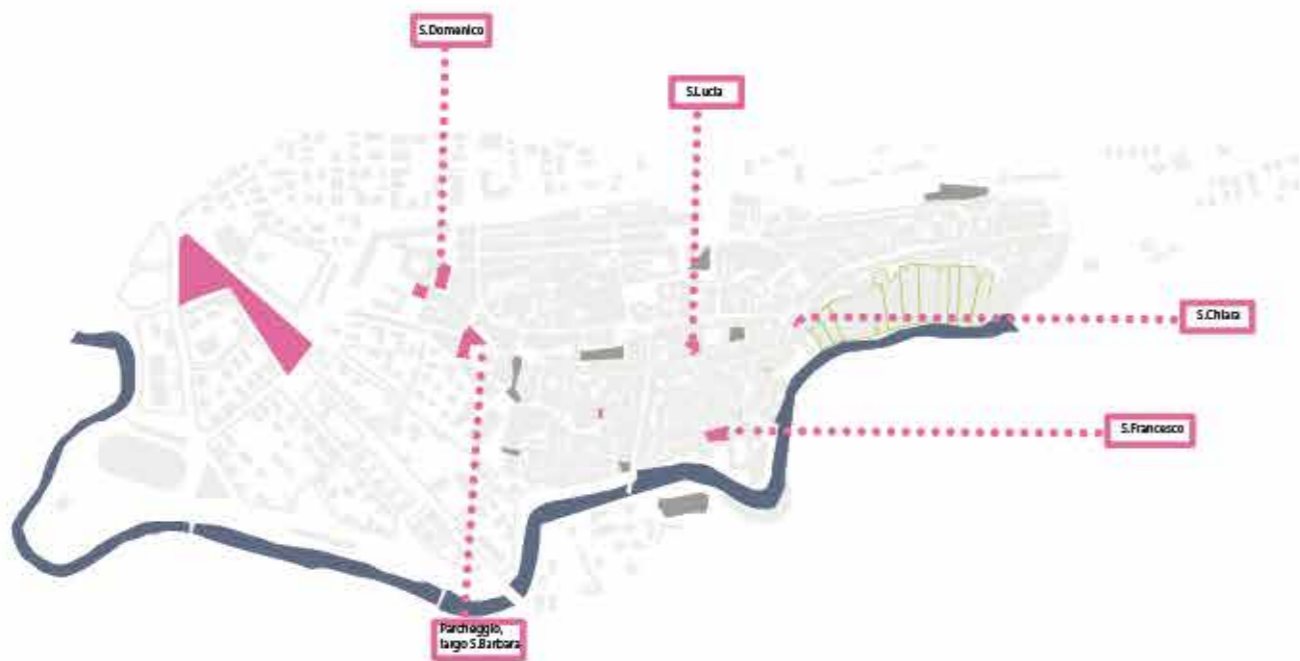 S.Domenico
S.Lucia
S.Chiara
S.Francesco
Parcheggio,
largo S.Barbara